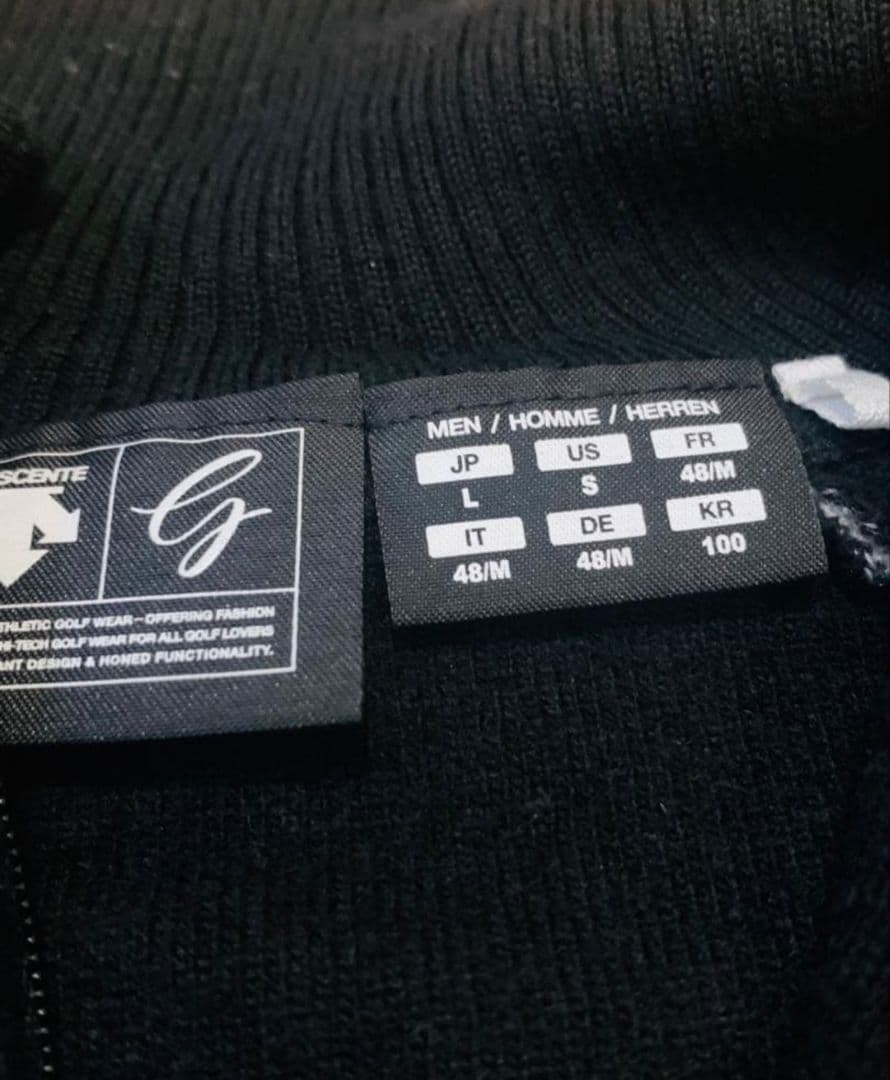 SCENTE
G
THLETIC GOLF WEAR-OFFERING FASHION
HI-TECH GOLF WEAR FOR ALL GOLF LOVERS
ANT DESIGN & HONED FUNCTIONALITY.
MEN / HOMME / HERREN
JP US FR
L S 48/M
IT DE KR
48/M 48/M 100